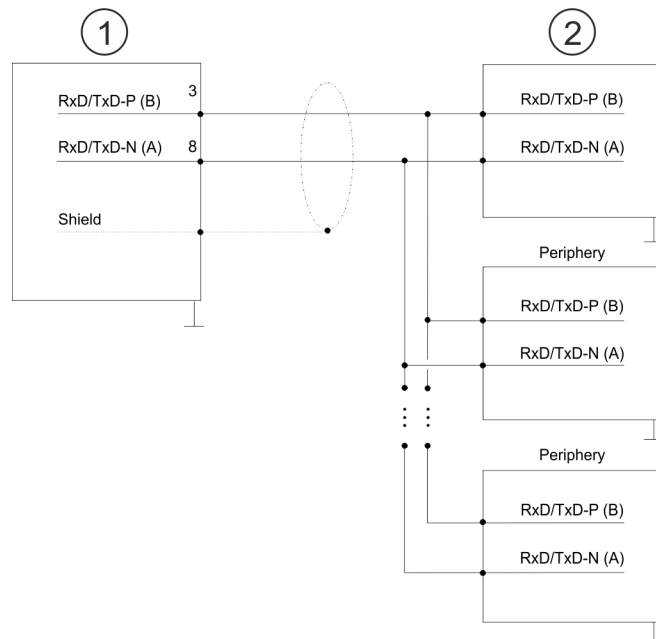 1
2
RxD/TxD-P (B)
3
RxD/TxD-N (A)
8
Shield
RxD/TxD-P (B)
RxD/TxD-N (A)
Periphery
RxD/TxD-P (B)
RxD/TxD-N (A)
Periphery
RxD/TxD-P (B)
RxD/TxD-N (A)